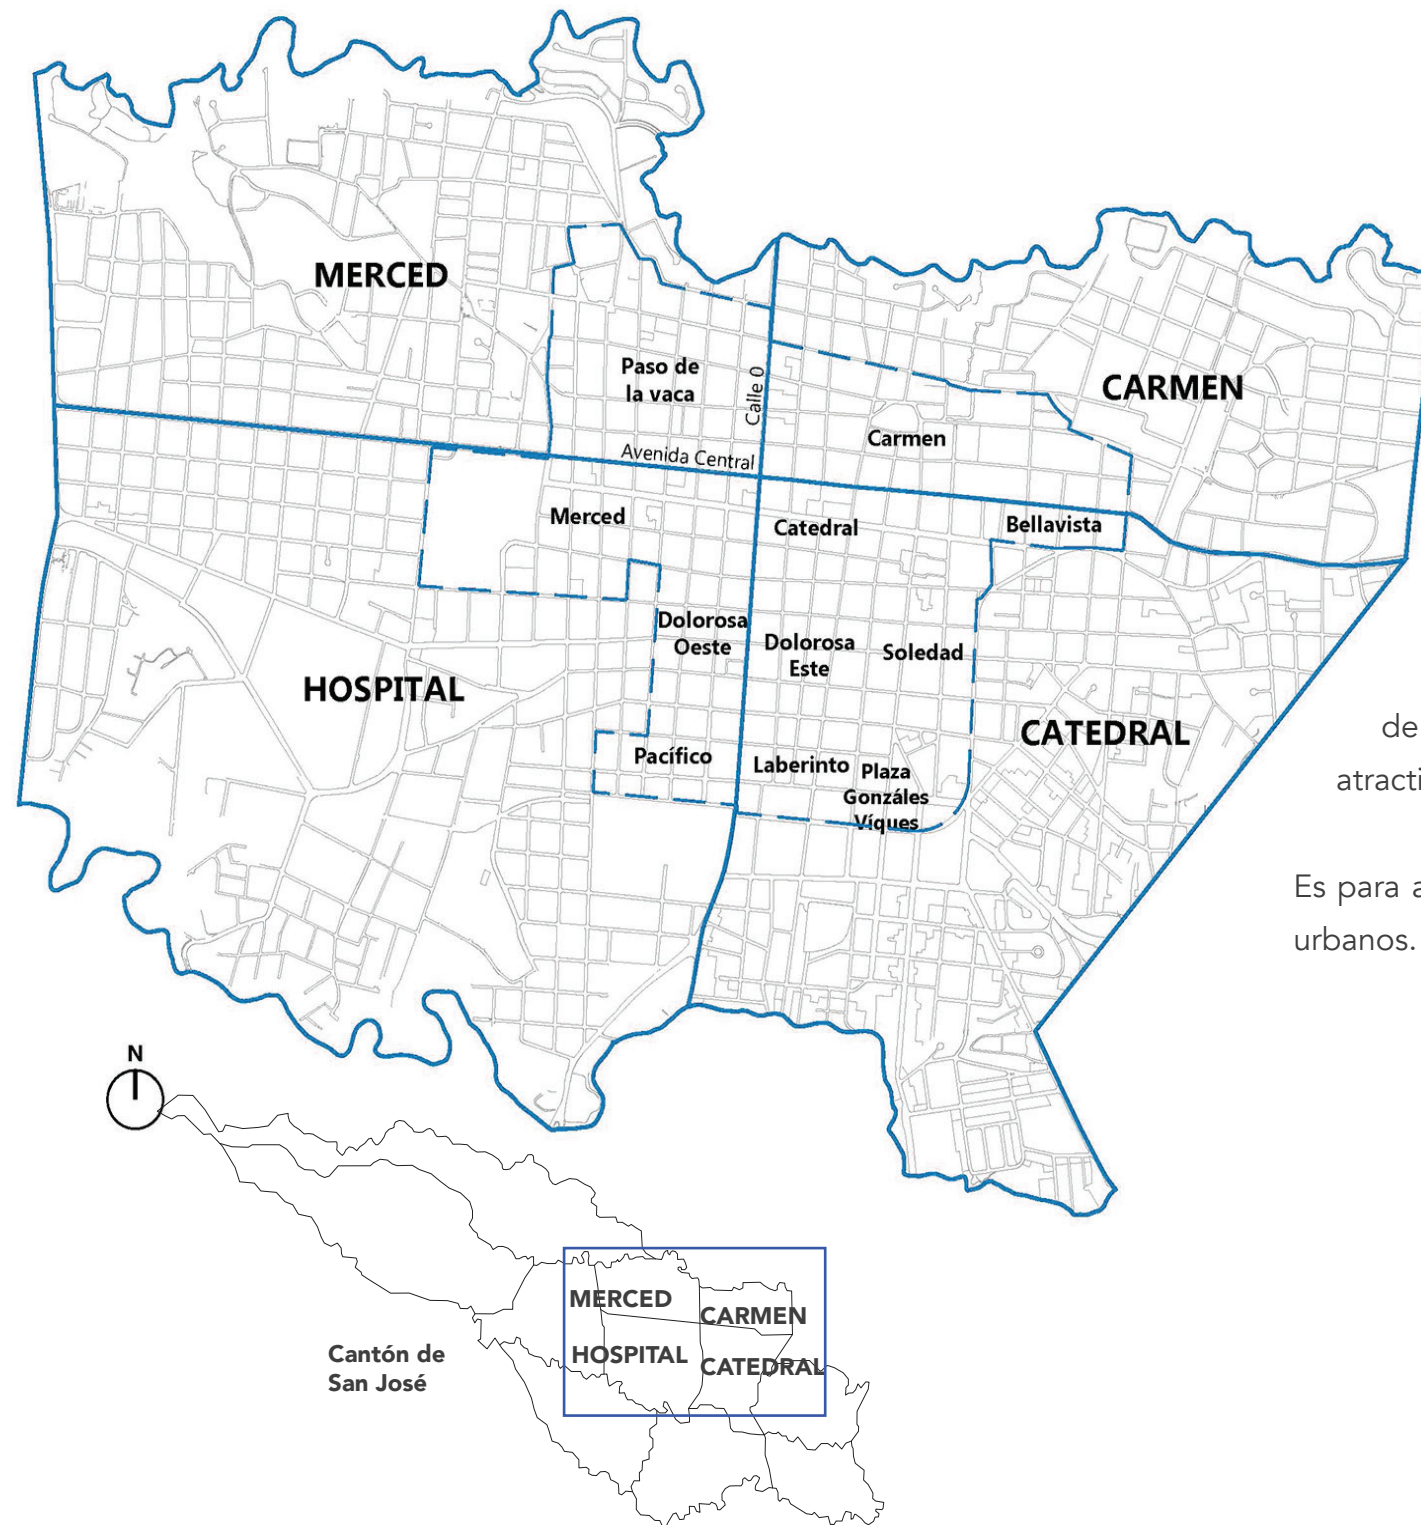 MERCED
CARMEN
Paso de
la vaca
Calle 0
Carmen
Avenida Central
Merced
Catedral
Bellavista
Dolorosa
Oeste
Dolorosa
Este
Soledad
HOSPITAL
CATEDRAL
Pacífico
Laberinto
Plaza
Gonzáles
Víques
de
atracti
Es para a
urbanos.
N
MERCED
CARMEN
HOSPITAL
CATEDRAL
Cantón de
San José